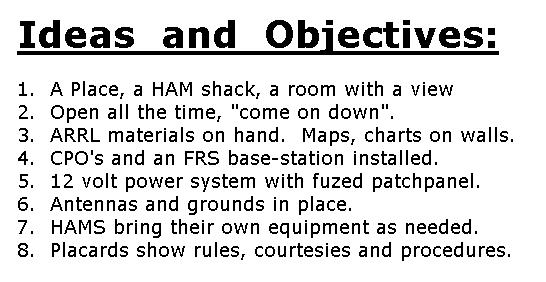 Ideas and Objectives:
1. A Place, a HAM shack, a room with a view
2. Open all the time, "come on down".
3. ARRL materials on hand. Maps, charts on walls.
4. CPO's and an FRS base-station installed.
5. 12 volt power system with fuzed patchpanel.
6. Antennas and grounds in place.
7. HAMS bring their own equipment as needed.
8. Placards show rules, courtesies and procedures.